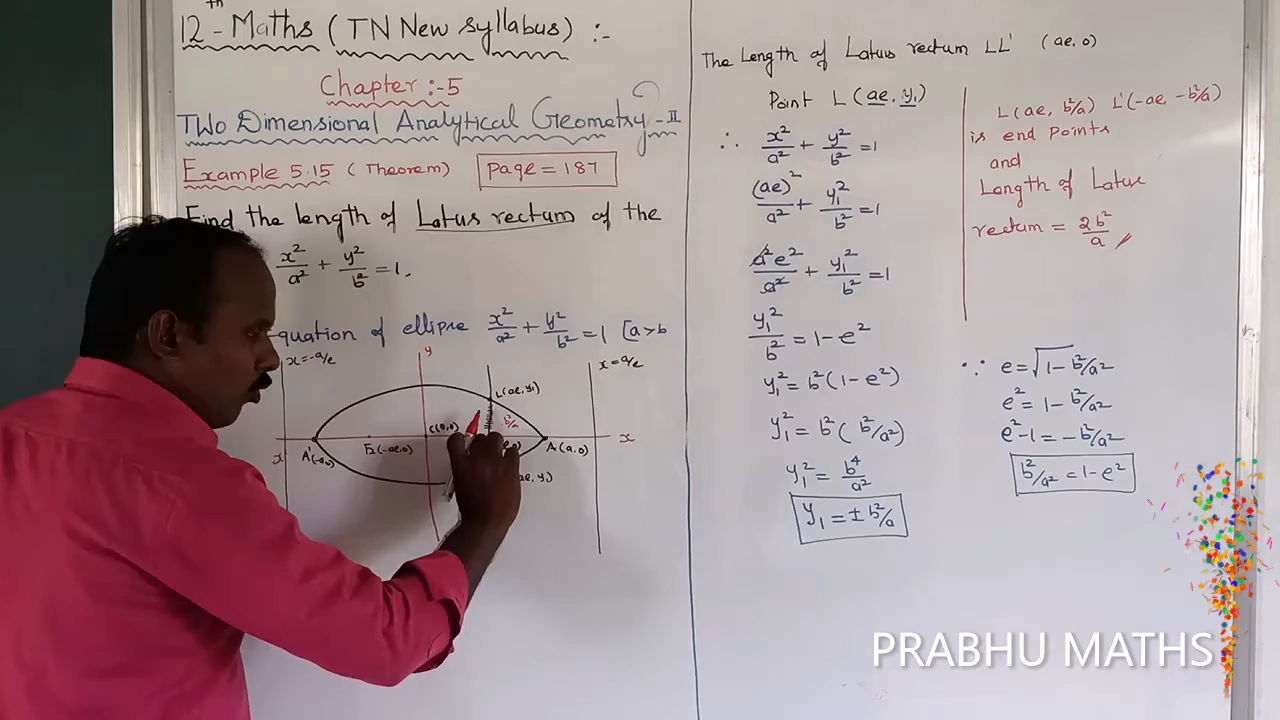 12th - Maths (TN New Syllabus) :-
Chapter :-5
TWO Dimensional Analytical Geometry - II
Example 5.15 (Theorem) Page = 187
Find the length of Latus rectum of the
x²/a² + y²/b² = 1.
equation of ellipse x²/a² + y²/b² = 1 [a>b
x=-a/e
y
x=a/e
L(ae, y₁)
b²/a
C(0,0)
x
x
A'(-a,0)
F₂(-ae,0)
A(a,0)
ae, y₁)
The Length of Latus rectum LL' (ae, 0)
Point L (ae, y₁)
∴ x²/a² + y²/b² = 1
(ae)²/a² + y₁²/b² = 1
a²e²/a² + y₁²/b² = 1
y₁²/b² = 1-e²
y₁² = b²(1-e²)
y₁² = b²(b²/a²)
y₁² = b⁴/a²
y₁ = ± b²/a
L(ae, b²/a) L'(-ae, -b²/a)
is end points
and
Length of Latus
rectum = 2b²/a //
∵ e = √1-b²/a²
e² = 1-b²/a²
e²-1 = -b²/a²
b²/a² = 1-e²
PRABHU MATHS